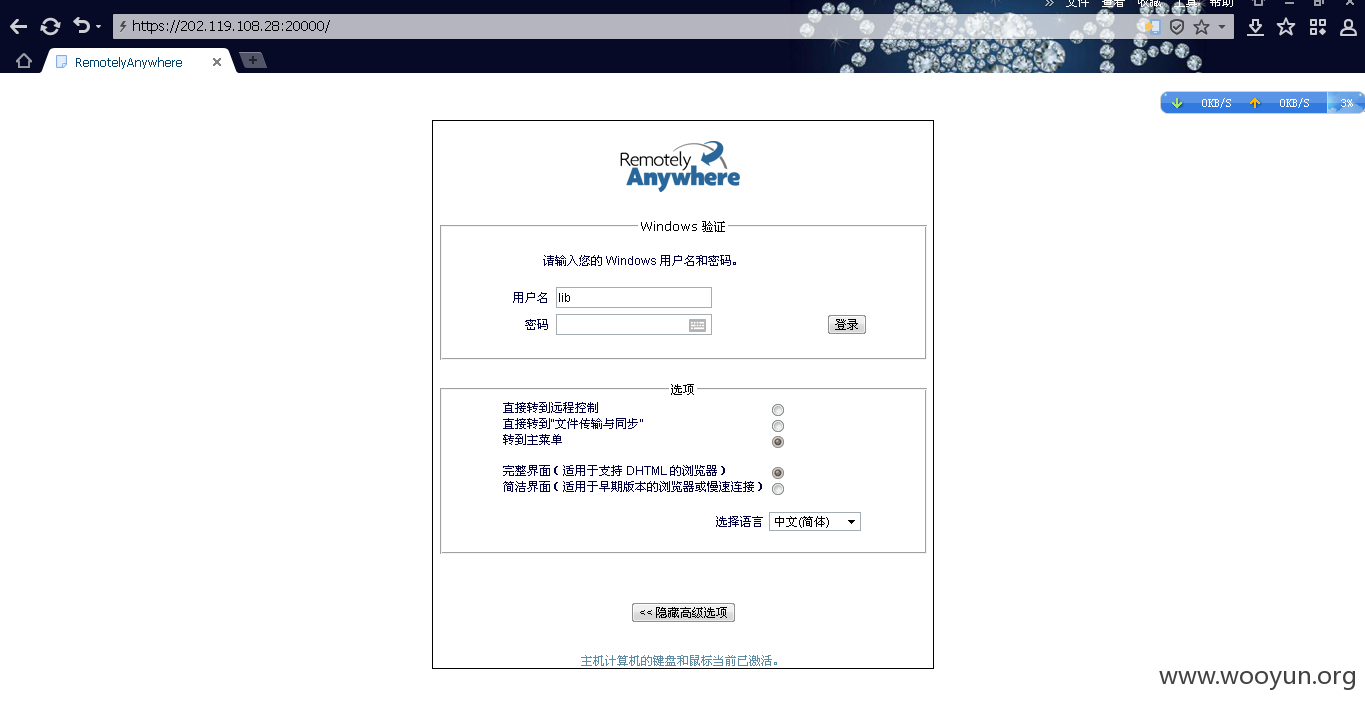 文件 查看 收藏 工具 帮助
https://202.119.108.28:20000/
RemotelyAnywhere
0KB/S 0KB/S 3%
Remotely
Anywhere
Windows 验证
请输入您的 Windows 用户名和密码。
用户名 lib
密码 登录
选项
直接转到远程控制
直接转到"文件传输与同步"
转到主菜单
完整界面 ( 适用于支持 DHTML 的浏览器 )
简洁界面 ( 适用于早期版本的浏览器或慢速连接 )
选择语言 中文(简体)
<< 隐藏高级选项
主机计算机的键盘和鼠标当前已激活。
www.wooyun.org